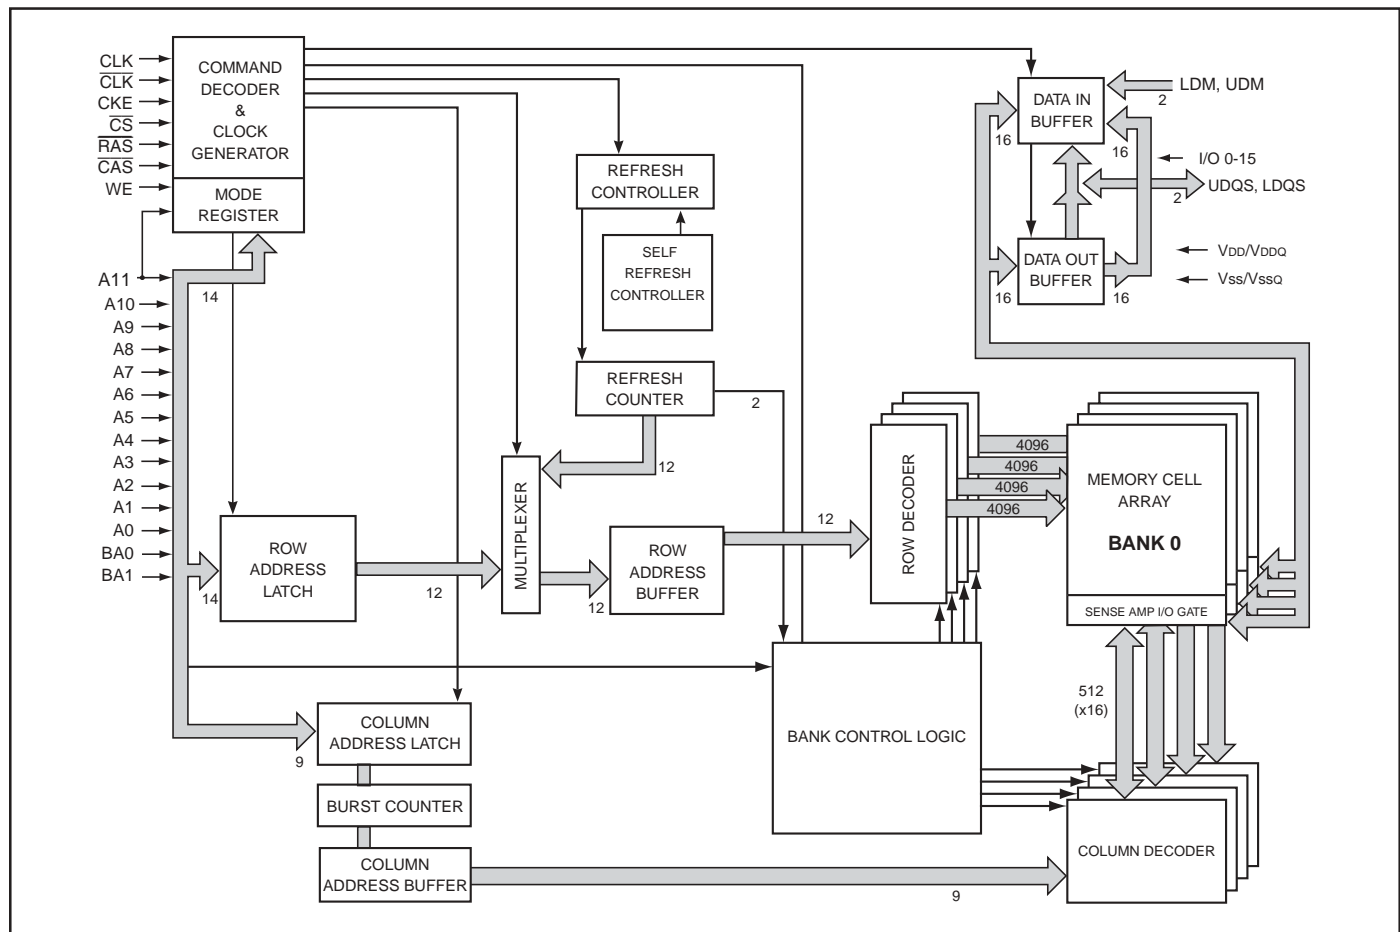 CLK
CLK
CKE
CS
RAS
CAS
WE
COMMAND
DECODER
&
CLOCK
GENERATOR
MODE
REGISTER
A11
A10
A9
A8
A7
A6
A5
A4
A3
A2
A1
A0
BA0
BA1
14
14
ROW
ADDRESS
LATCH
12
REFRESH
CONTROLLER
SELF
REFRESH
CONTROLLER
REFRESH
COUNTER
2
12
MULTIPLEXER
12
ROW
ADDRESS
BUFFER
12
DATA IN
BUFFER
LDM, UDM
2
16
16
I/O 0-15
UDQS, LDQS
2
DATA OUT
BUFFER
16
16
VDD/VDDQ
Vss/VssQ
ROW DECODER
4096
4096
4096
4096
MEMORY CELL
ARRAY
BANK 0
SENSE AMP I/O GATE
512
(x16)
BANK CONTROL LOGIC
9
COLUMN
ADDRESS LATCH
BURST COUNTER
COLUMN
ADDRESS BUFFER
9
COLUMN DECODER